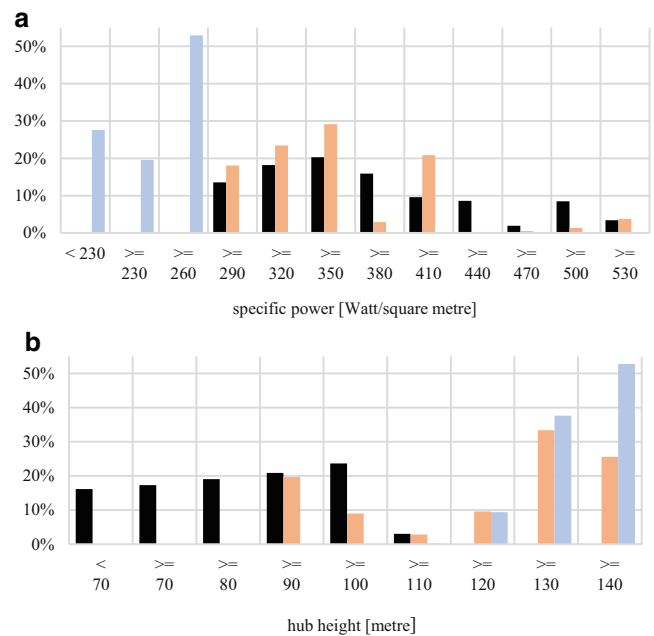 a
50%
40%
30%
20%
10%
0%
< 230 >= >= >= >= >= >= >= >= >= >= >=
230 260 290 320 350 380 410 440 470 500 530
specific power [Watt/square metre]
b
50%
40%
30%
20%
10%
0%
< >= >= >= >= >= >= >= >=
70 70 80 90 100 110 120 130 140
hub height [metre]